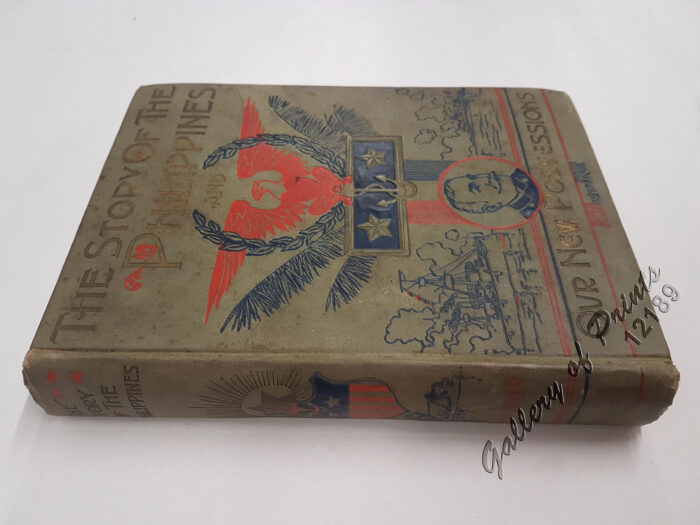 THE STORY OF THE
PHILIPPINES
AND
OUR NEW POSSESSIONS
THE
STORY
OF THE
PHILIPPINES
Gallery of Prints
12189